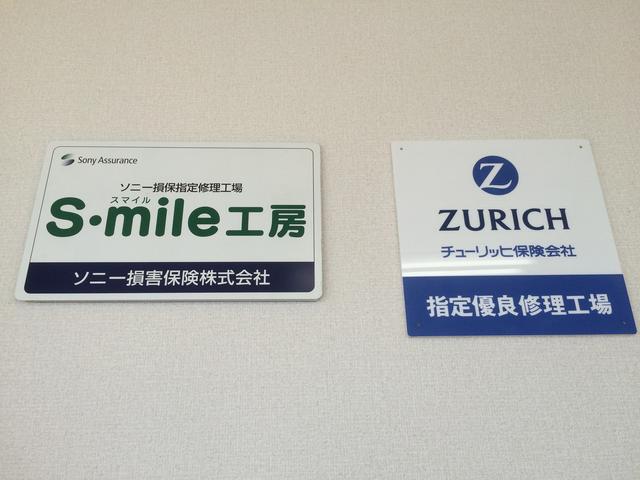 Sony Assurance
ソニー損保指定修理工場
スマイル
S・mile工房
ソニー損害保険株式会社
Z
ZURICH
チューリッヒ保険会社
指定優良修理工場